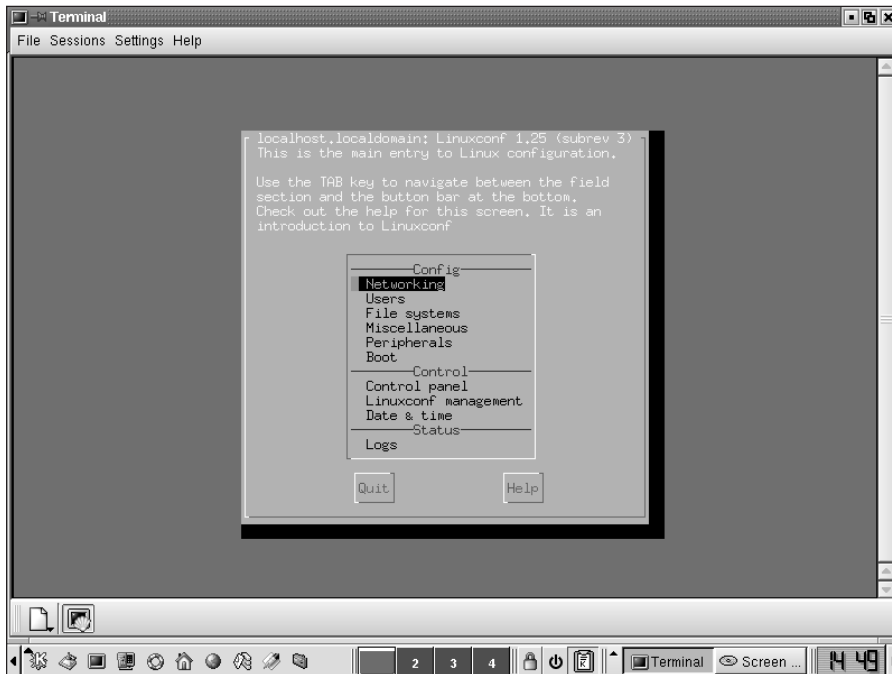 Terminal
File Sessions Settings Help
localhost.localdomain: Linuxconf 1.25 (subrev 3)
This is the main entry to Linux configuration.
Use the TAB key to navigate between the field
section and the button bar at the bottom.
Check out the help for this screen. It is an
introduction to Linuxconf
Config
Networking
Users
File systems
Miscellaneous
Peripherals
Boot
Control
Control panel
Linuxconf management
Date & time
Status
Logs
Quit Help
2 3 4 Terminal Screen ... 14 49